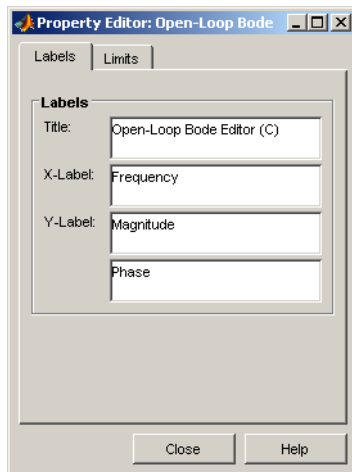 Property Editor: Open-Loop Bode
Labels
Limits
Labels
Title:
Open-Loop Bode Editor (C)
X-Label:
Frequency
Y-Label:
Magnitude
Phase
Close
Help